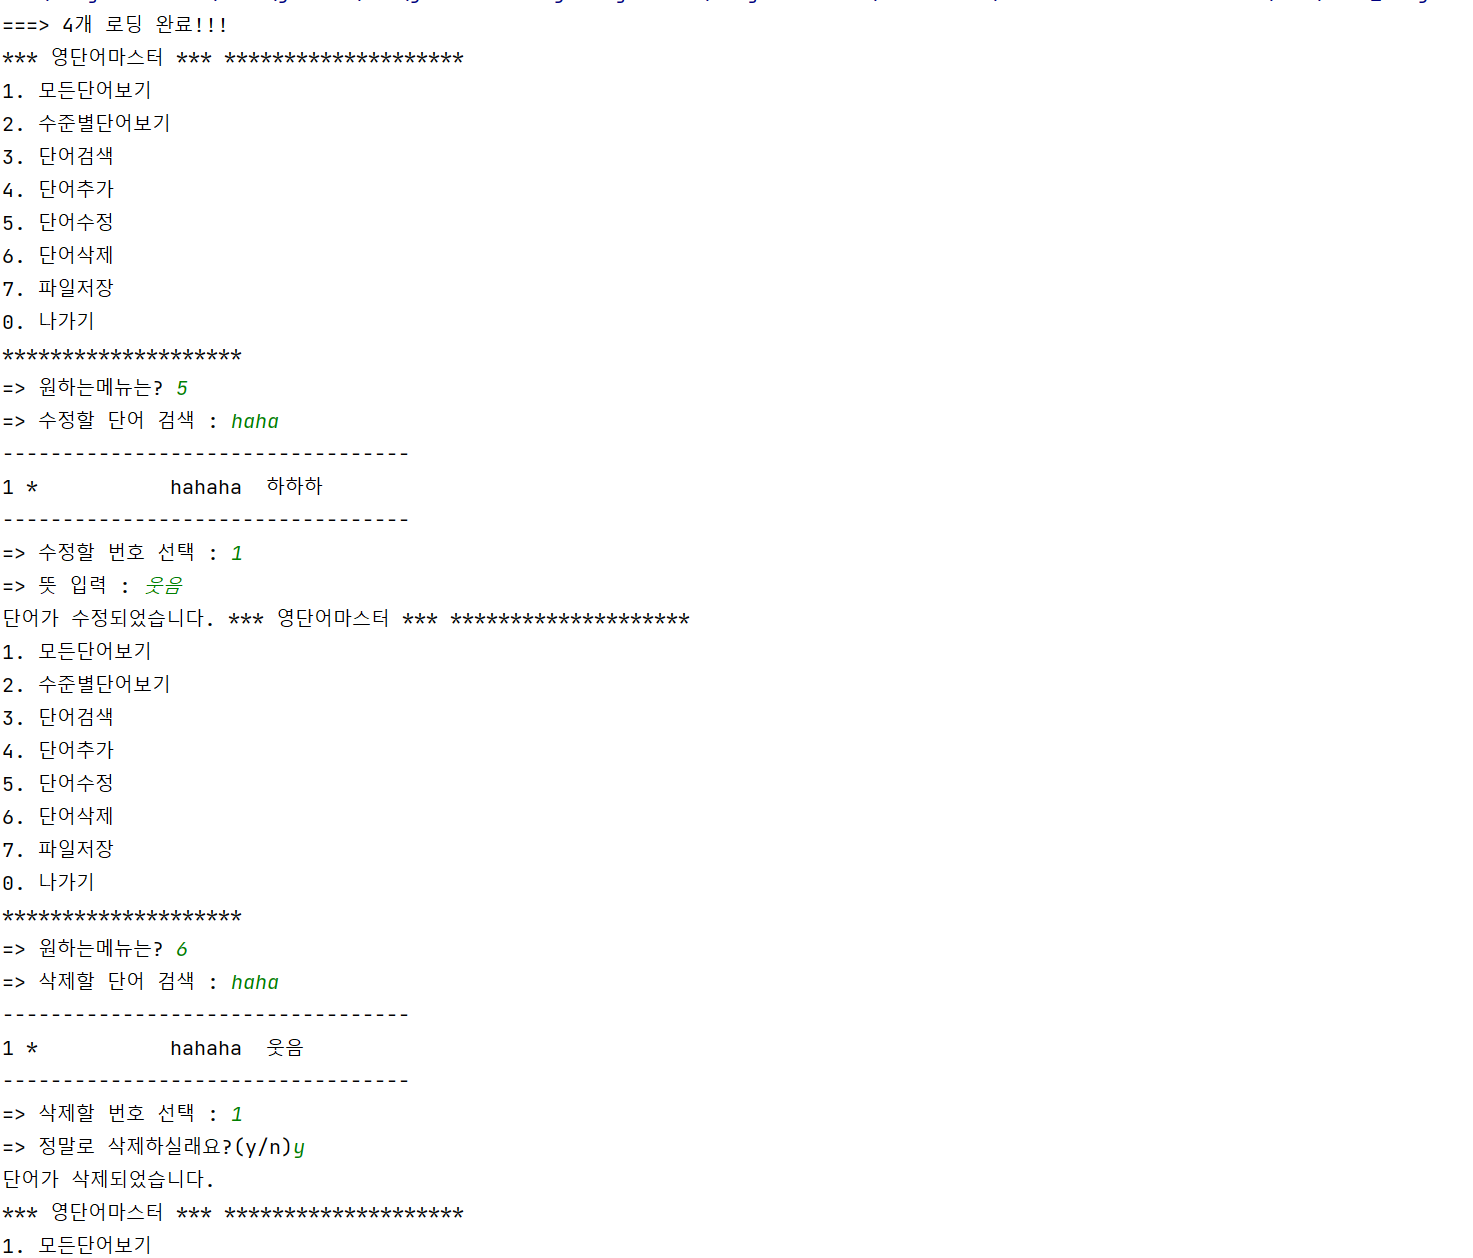 ===> 4개 로딩 완료!!!
*** 영단어마스터 *** ********************
1. 모든단어보기
2. 수준별단어보기
3. 단어검색
4. 단어추가
5. 단어수정
6. 단어삭제
7. 파일저장
0. 나가기
********************
=> 원하는메뉴는? 5
=> 수정할 단어 검색 : haha
----------------------------------
1 *           hahaha  하하하
----------------------------------
=> 수정할 번호 선택 : 1
=> 뜻 입력 : 웃음
단어가 수정되었습니다. *** 영단어마스터 *** ********************
1. 모든단어보기
2. 수준별단어보기
3. 단어검색
4. 단어추가
5. 단어수정
6. 단어삭제
7. 파일저장
0. 나가기
********************
=> 원하는메뉴는? 6
=> 삭제할 단어 검색 : haha
----------------------------------
1 *           hahaha  웃음
----------------------------------
=> 삭제할 번호 선택 : 1
=> 정말로 삭제하실래요?(y/n)y
단어가 삭제되었습니다.
*** 영단어마스터 *** ********************
1. 모든단어보기